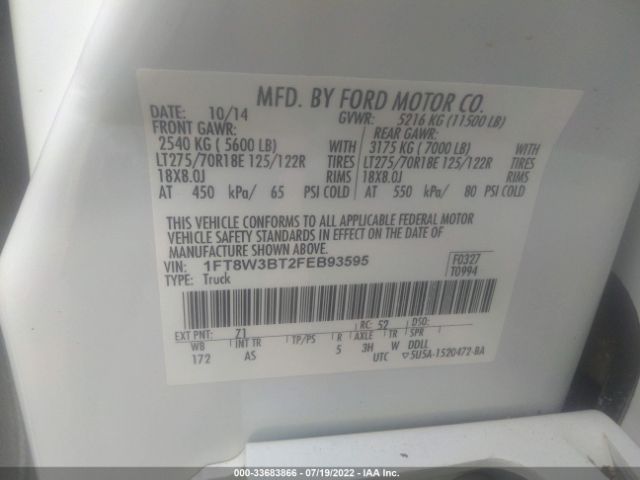 MFD. BY FORD MOTOR CO.
DATE: 10/14 GVWR: 5216 KG (11500 LB)
FRONT GAWR: REAR GAWR:
2540 KG ( 5600 LB) WITH 3175 KG ( 7000 LB) WITH
LT275/70R18E 125/122R TIRES LT275/70R18E 125/122R TIRES
18X8.0J RIMS 18X8.0J RIMS
AT 450 kPa/ 65 PSI COLD AT 550 kPa/ 80 PSI COLD
THIS VEHICLE CONFORMS TO ALL APPLICABLE FEDERAL MOTOR
VEHICLE SAFETY STANDARDS IN EFFECT ON THE DATE OF
MANUFACTURE SHOWN ABOVE.
VIN: 1FT8W3BT2FEB93595 F0327
TYPE: Truck T0994
EXT PNT: Z1 RC: 52 DSO:
WB INT TR TP/PS R AXLE TR SPR
172 AS 5 3H W DDLL
UTC ▽5U5A-1520472-BA
000-33683866 - 07/19/2022 - IAA Inc.